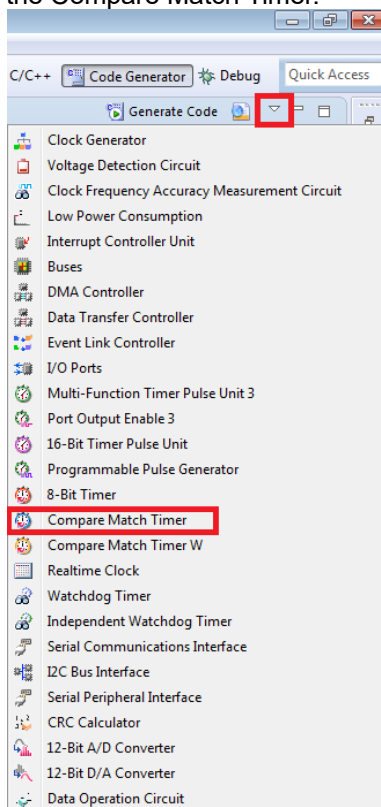 the Compare Match Timer.
C/C++ Code Generator Debug Quick Access
Generate Code
Clock Generator
Voltage Detection Circuit
Clock Frequency Accuracy Measurement Circuit
Low Power Consumption
Interrupt Controller Unit
Buses
DMA Controller
Data Transfer Controller
Event Link Controller
I/O Ports
Multi-Function Timer Pulse Unit 3
Port Output Enable 3
16-Bit Timer Pulse Unit
Programmable Pulse Generator
8-Bit Timer
Compare Match Timer
Compare Match Timer W
Realtime Clock
Watchdog Timer
Independent Watchdog Timer
Serial Communications Interface
I2C Bus Interface
Serial Peripheral Interface
CRC Calculator
12-Bit A/D Converter
12-Bit D/A Converter
Data Operation Circuit